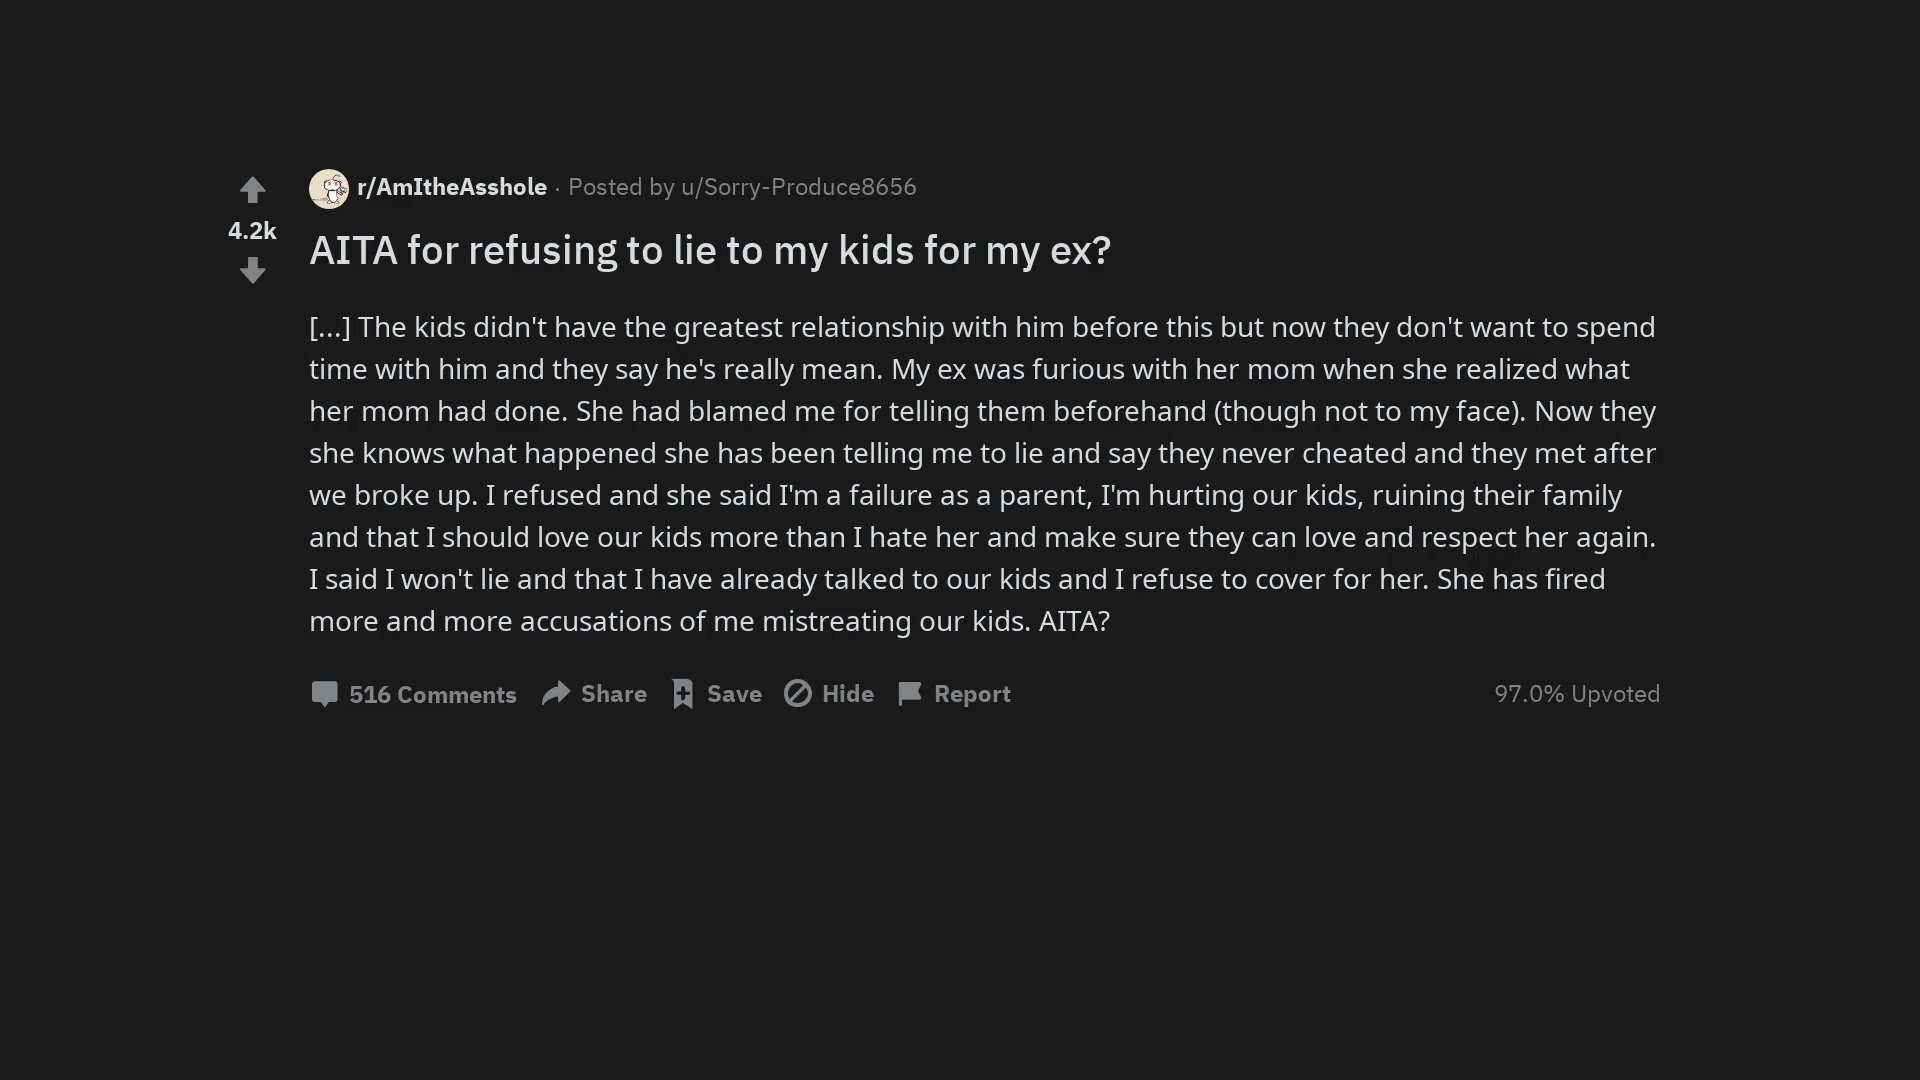 r/AmItheAsshole · Posted by u/Sorry-Produce8656
4.2k
AITA for refusing to lie to my kids for my ex?
[...] The kids didn't have the greatest relationship with him before this but now they don't want to spend
time with him and they say he's really mean. My ex was furious with her mom when she realized what
her mom had done. She had blamed me for telling them beforehand (though not to my face). Now they
she knows what happened she has been telling me to lie and say they never cheated and they met after
we broke up. I refused and she said I'm a failure as a parent, I'm hurting our kids, ruining their family
and that I should love our kids more than I hate her and make sure they can love and respect her again.
I said I won't lie and that I have already talked to our kids and I refuse to cover for her. She has fired
more and more accusations of me mistreating our kids. AITA?
516 Comments Share Save Hide Report 97.0% Upvoted